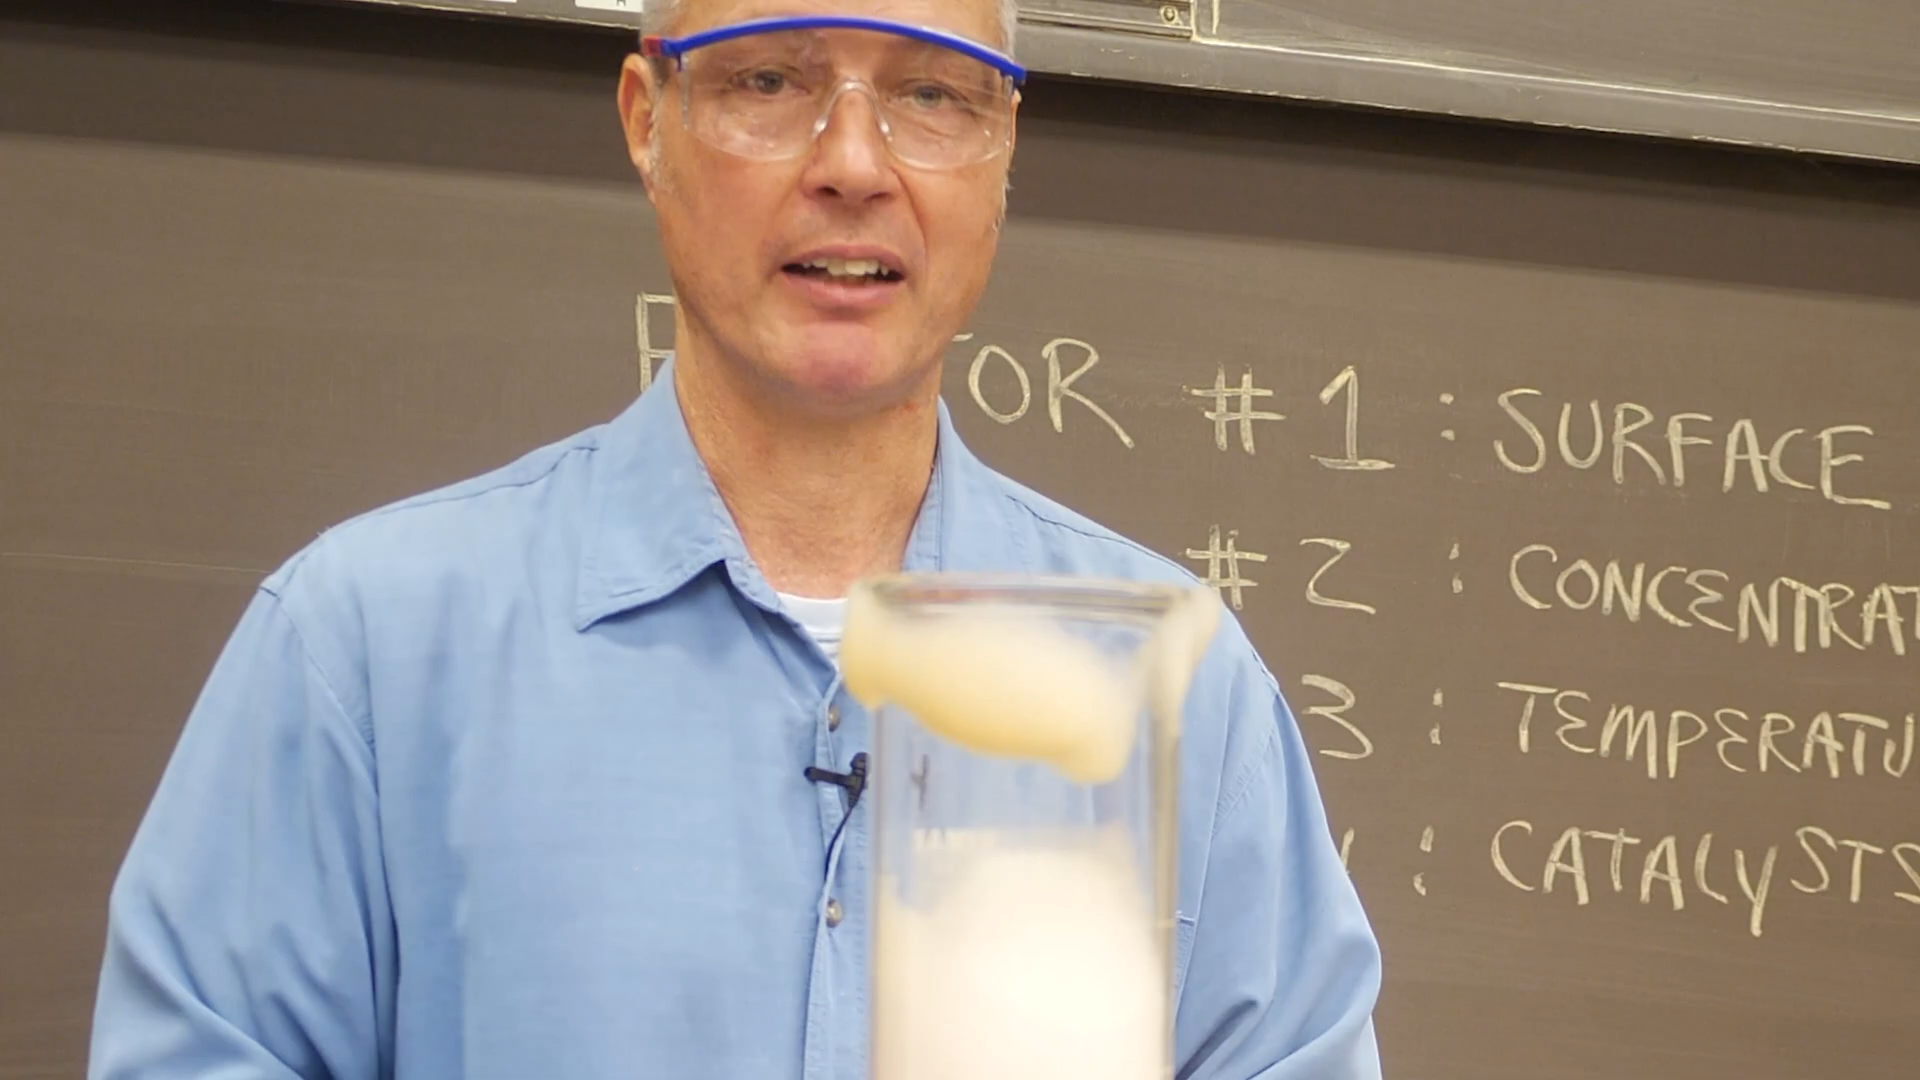 F TOR #1 : SURFACE
#2 : CONCENTRAT
3 : TEMPERATU
: CATALYSTS